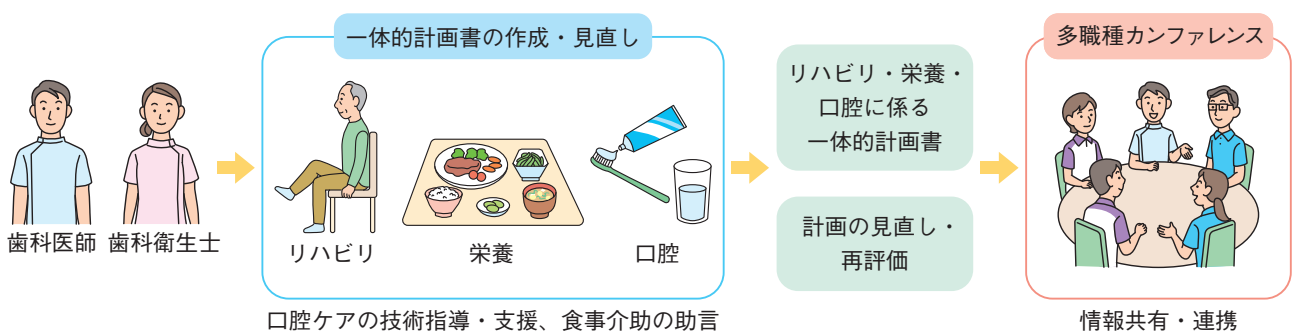 一体的計画書の作成・見直し
多職種カンファレンス
リハビリ・栄養・
口腔に係る
一体的計画書
計画の見直し・
再評価
歯科医師
歯科衛生士
リハビリ
栄養
口腔
口腔ケアの技術指導・支援、食事介助の助言
情報共有・連携